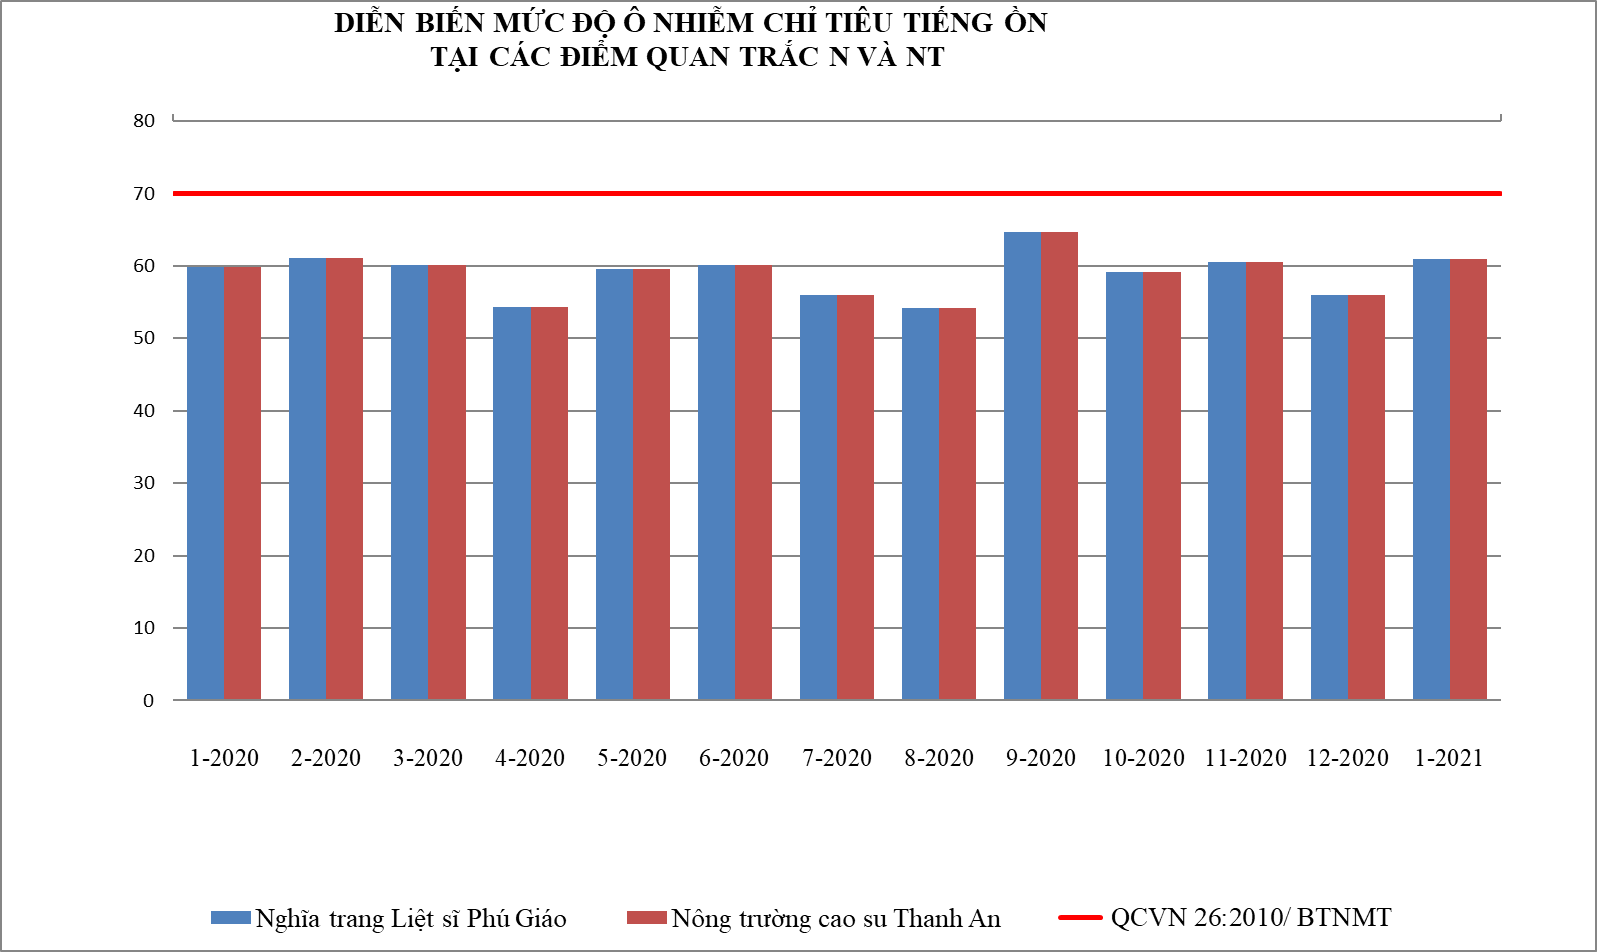 DIỄN BIẾN MỨC ĐỘ Ô NHIỄM CHỈ TIÊU TIẾNG ỒN
TẠI CÁC ĐIỂM QUAN TRẮC N VÀ NT
80
70
60
50
40
30
20
10
0
1-2020 2-2020 3-2020 4-2020 5-2020 6-2020 7-2020 8-2020 9-2020 10-2020 11-2020 12-2020 1-2021
Nghĩa trang Liệt sĩ Phú Giáo Nông trường cao su Thanh An QCVN 26:2010/ BTNMT